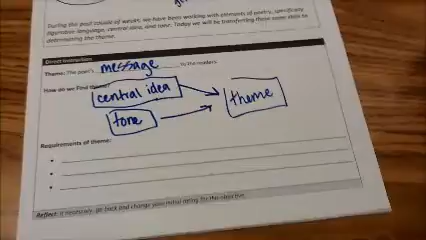 During the past couple of weeks, we have been working with elements of poetry, specifically
figurative language, central idea, and tone. Today we will be transferring those same skills to
determining the theme.
Direct Instruction:
Theme: The poet's message to the readers
How do we find theme?
central idea
theme
tone
Requirements of theme:
Reflect: If necessary, go back and change your initial rating for this objective.